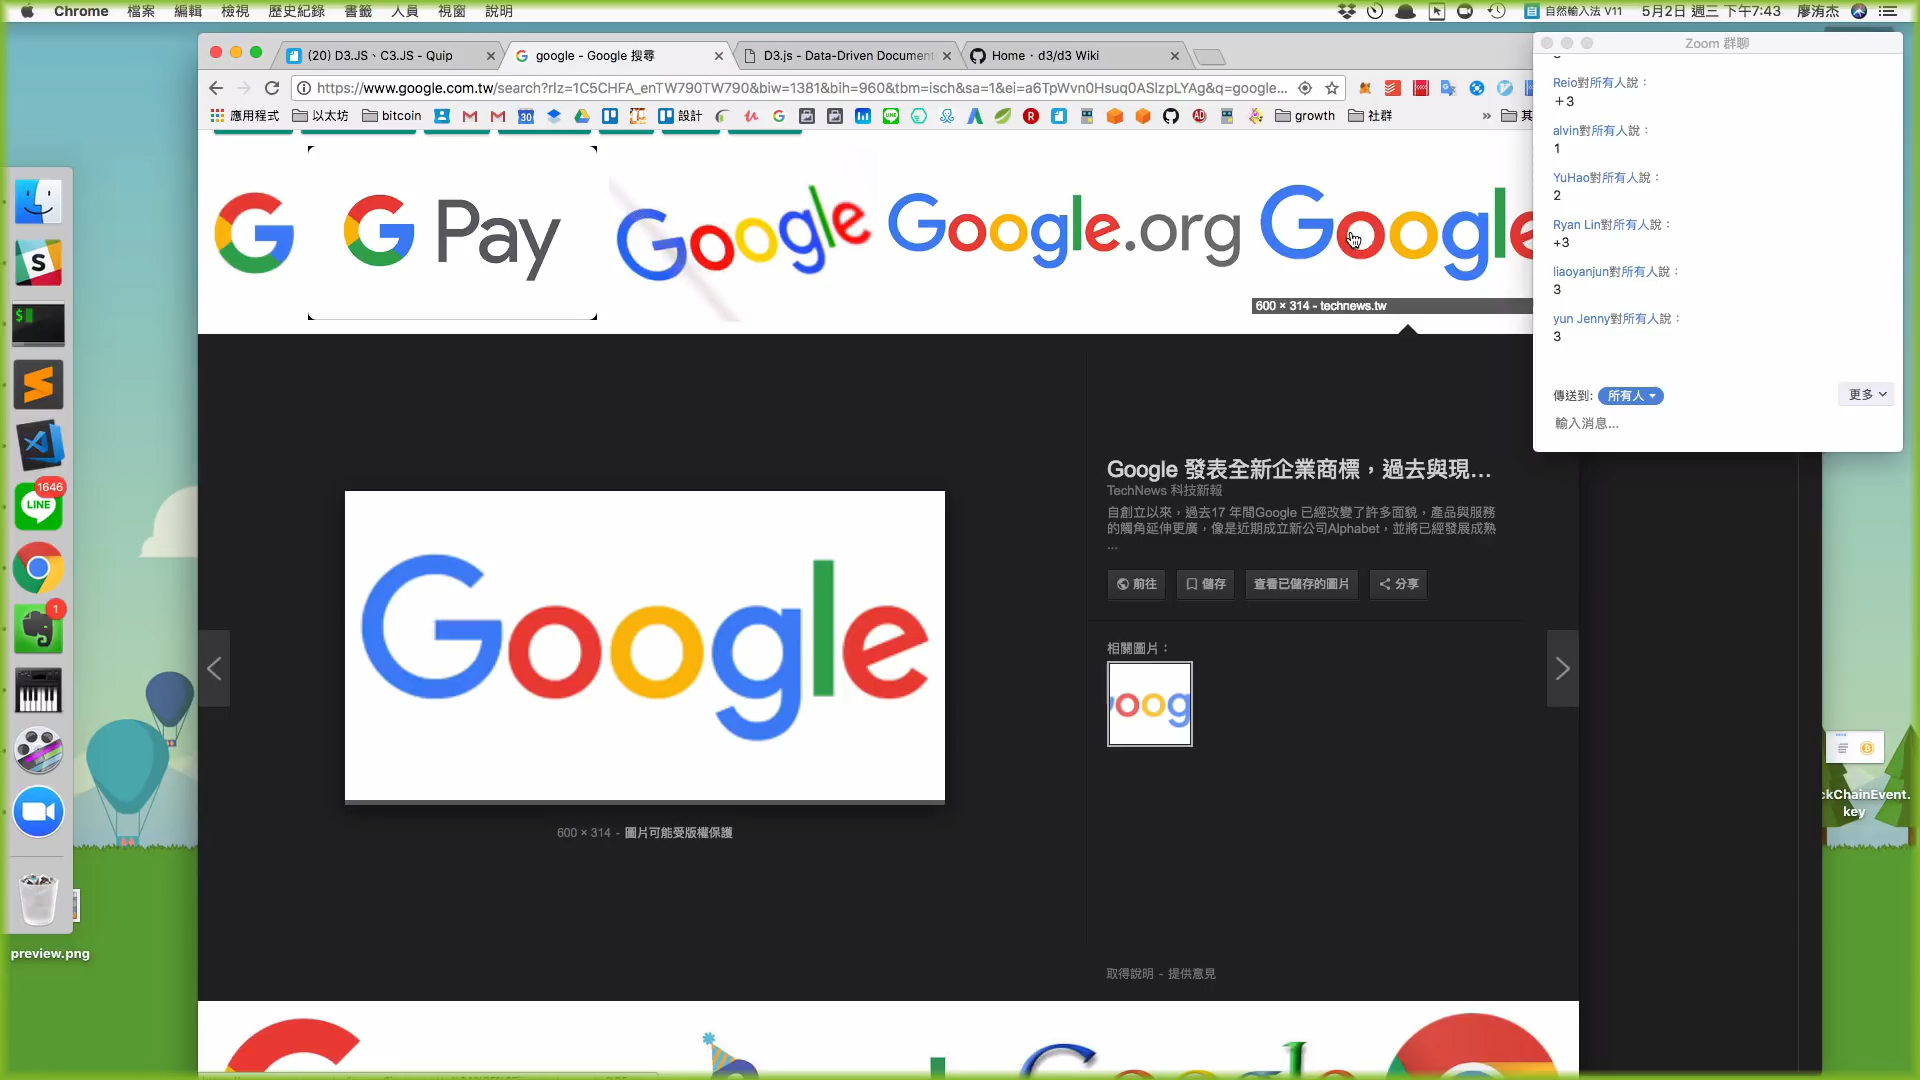 Chrome 檔案 編輯 檢視 歷史紀錄 書籤 人員 視窗 說明
自然輸入法 V11 5月2日 週三 下午7:43 廖洧杰
(20) D3.JS、C3.JS - Quip
google - Google 搜尋
D3.js - Data-Driven Document
Home · d3/d3 Wiki
https://www.google.com.tw/search?rlz=1C5CHFA_enTW790TW790&biw=1381&bih=960&tbm=isch&sa=1&ei=a6TpWvn0Hsuq0ASlzpLYAg&q=google...
應用程式 以太坊 bitcoin 30 設計 growth 社群 » 其
G Pay
Google
Google.org
Google
600 × 314 - technews.tw
Google
600 × 314 - 圖片可能受版權保護
Google 發表全新企業商標，過去與現...
TechNews 科技新報
自創立以來，過去17 年間Google 已經改變了許多面貌，產品與服務
的觸角延伸更廣，像是近期成立新公司Alphabet，並將已經發展成熟
...
前往 儲存 查看已儲存的圖片 分享
相關圖片：
oog
取得說明 - 提供意見
Zoom 群聊
Reio對所有人說：
＋3
alvin對所有人說：
1
YuHao對所有人說：
2
Ryan Lin對所有人說：
+3
liaoyanjun對所有人說：
3
yun Jenny對所有人說：
3
傳送到: 所有人
更多
輸入消息...
S
$
1646
LINE
1
preview.png
ckChainEvent.
key